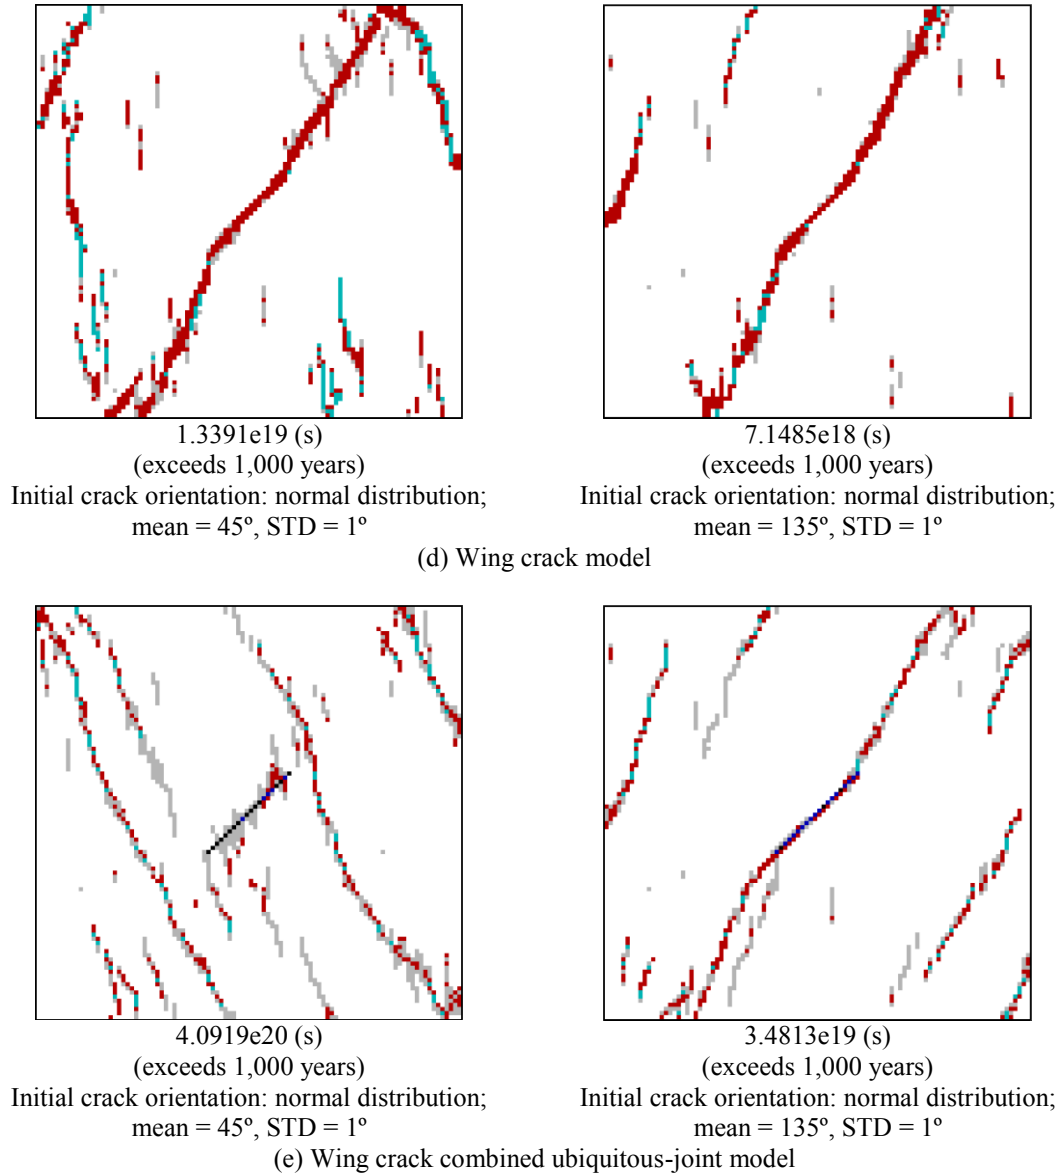 1.3391e19 (s)
(exceeds 1,000 years)
Initial crack orientation: normal distribution;
mean = 45º, STD = 1º
7.1485e18 (s)
(exceeds 1,000 years)
Initial crack orientation: normal distribution;
mean = 135º, STD = 1º
(d) Wing crack model
4.0919e20 (s)
(exceeds 1,000 years)
Initial crack orientation: normal distribution;
mean = 45º, STD = 1º
3.4813e19 (s)
(exceeds 1,000 years)
Initial crack orientation: normal distribution;
mean = 135º, STD = 1º
(e) Wing crack combined ubiquitous-joint model